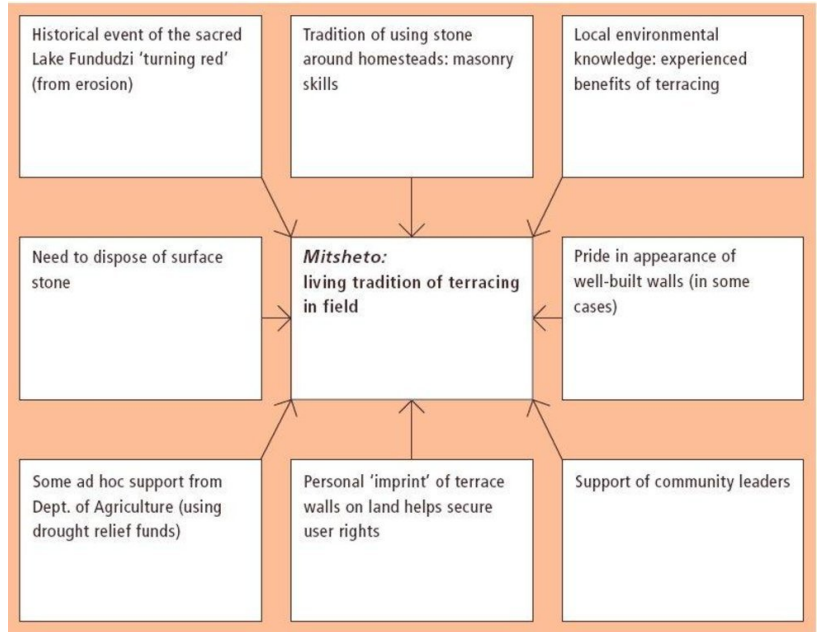 Historical event of the sacred
Lake Fundudzi ‘turning red’
(from erosion)
Tradition of using stone
around homesteads: masonry
skills
Local environmental
knowledge: experienced
benefits of terracing
Need to dispose of surface
stone
Mitsheto:
living tradition of terracing
in field
Pride in appearance of
well-built walls (in some
cases)
Some ad hoc support from
Dept. of Agriculture (using
drought relief funds)
Personal ‘imprint’ of terrace
walls on land helps secure
user rights
Support of community leaders